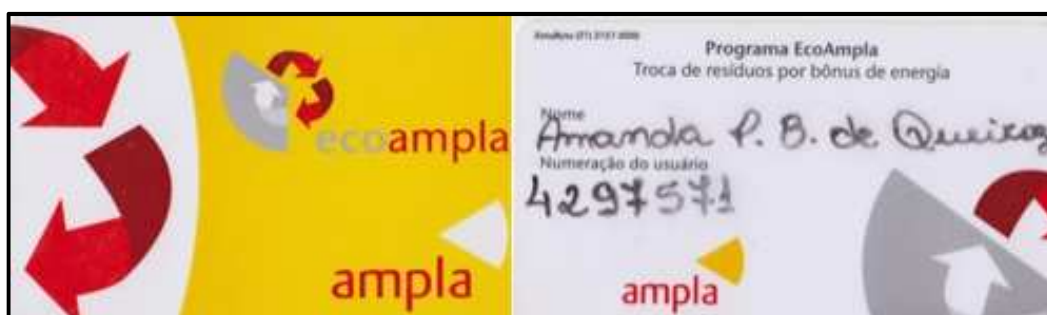 ecoampla
ampla
Programa EcoAmpla
Troca de resíduos por bônus de energia
Nome
Amanda P. B. de Queiroz
Numeração do usuário
4297571
ampla